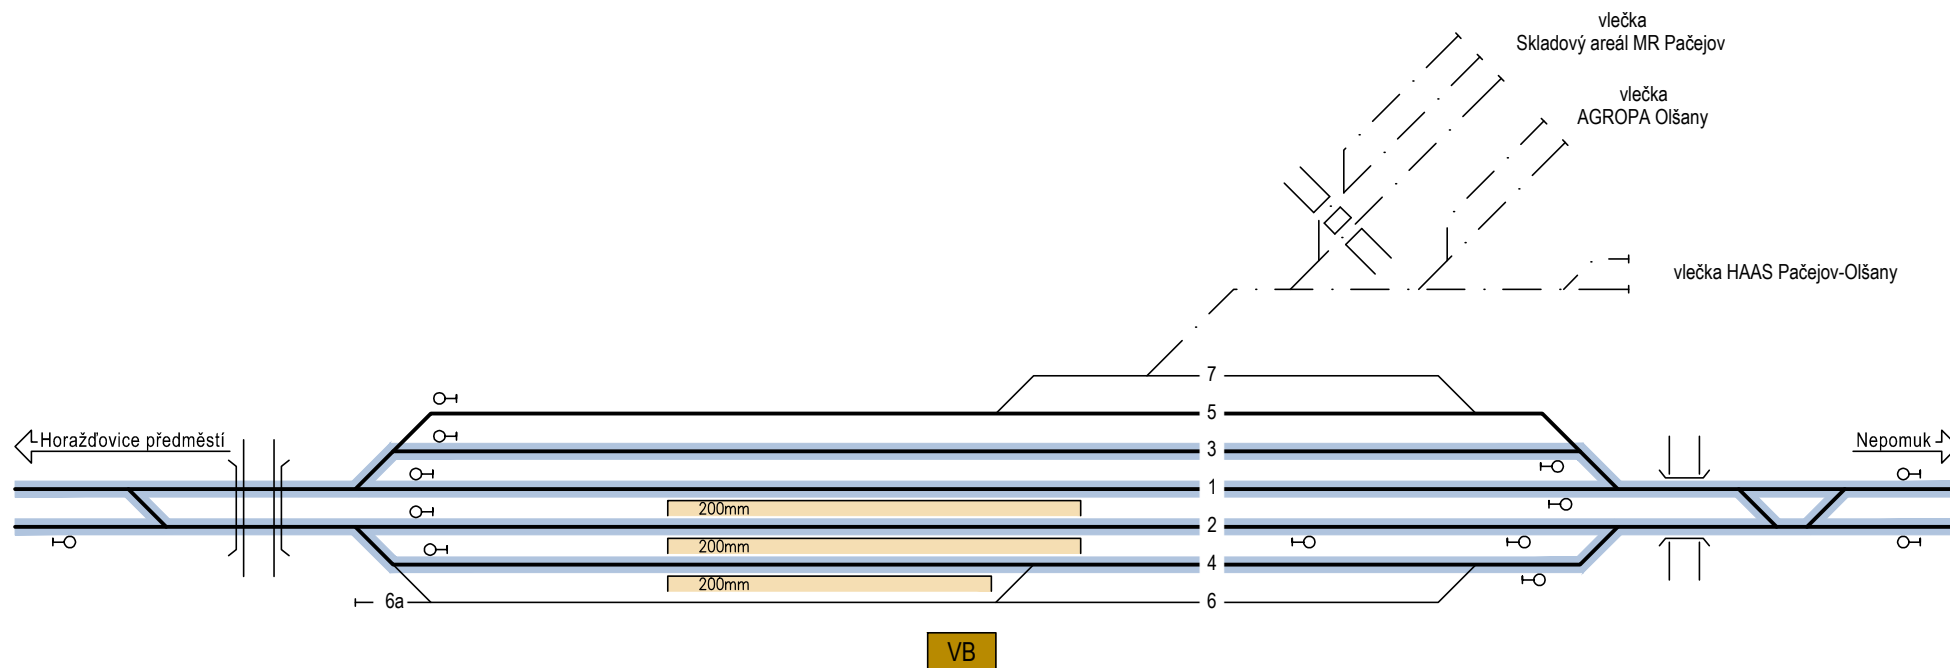 vlečka
Skladový areál MR Pačejov
vlečka
AGROPA Olšany
vlečka HAAS Pačejov-Olšany
7
5
Horažďovice předměstí
3
Nepomuk
1
200mm
2
200mm
4
200mm
6a
6
VB